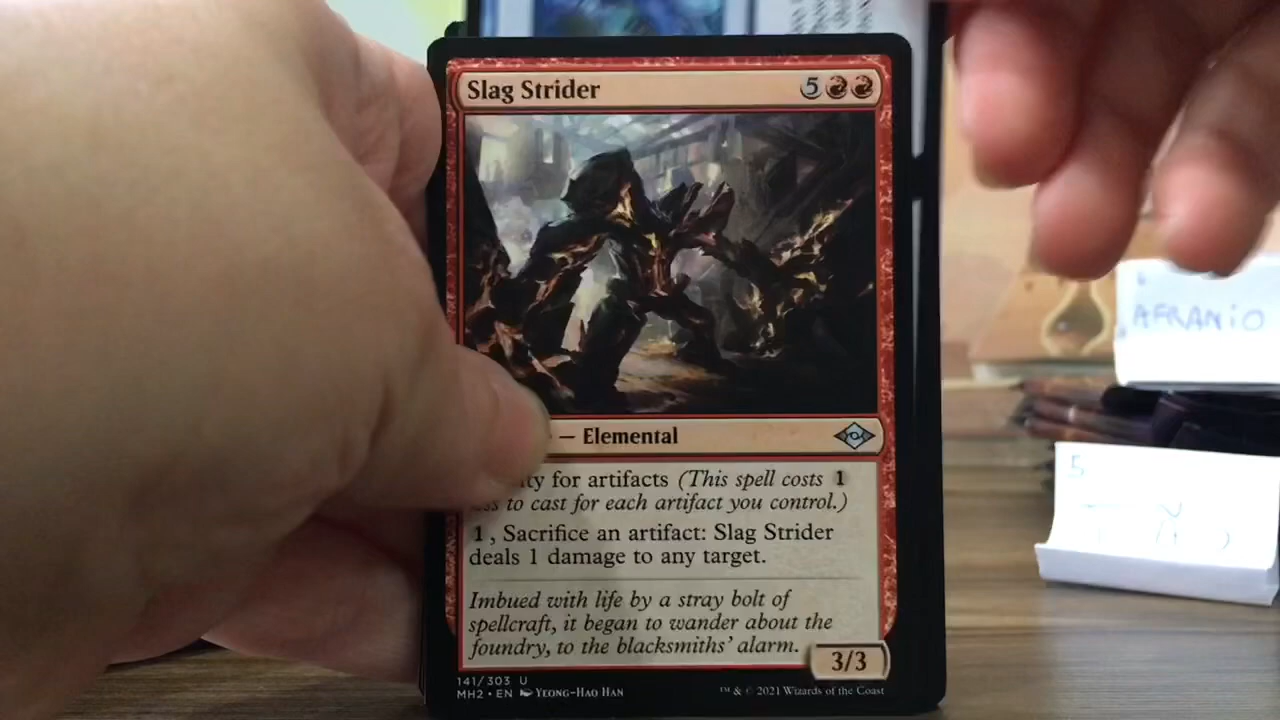 Slag Strider 5
— Elemental
for artifacts (This spell costs 1
to cast for each artifact you control.)
1, Sacrifice an artifact: Slag Strider
deals 1 damage to any target.
Imbued with life by a stray bolt of
spellcraft, it began to wander about the
foundry, to the blacksmiths’ alarm.
3/3
141/303 U
MH2 • EN Yeong-Hao Han
™ & © 2021 Wizards of the Coast
AFRANiO
5